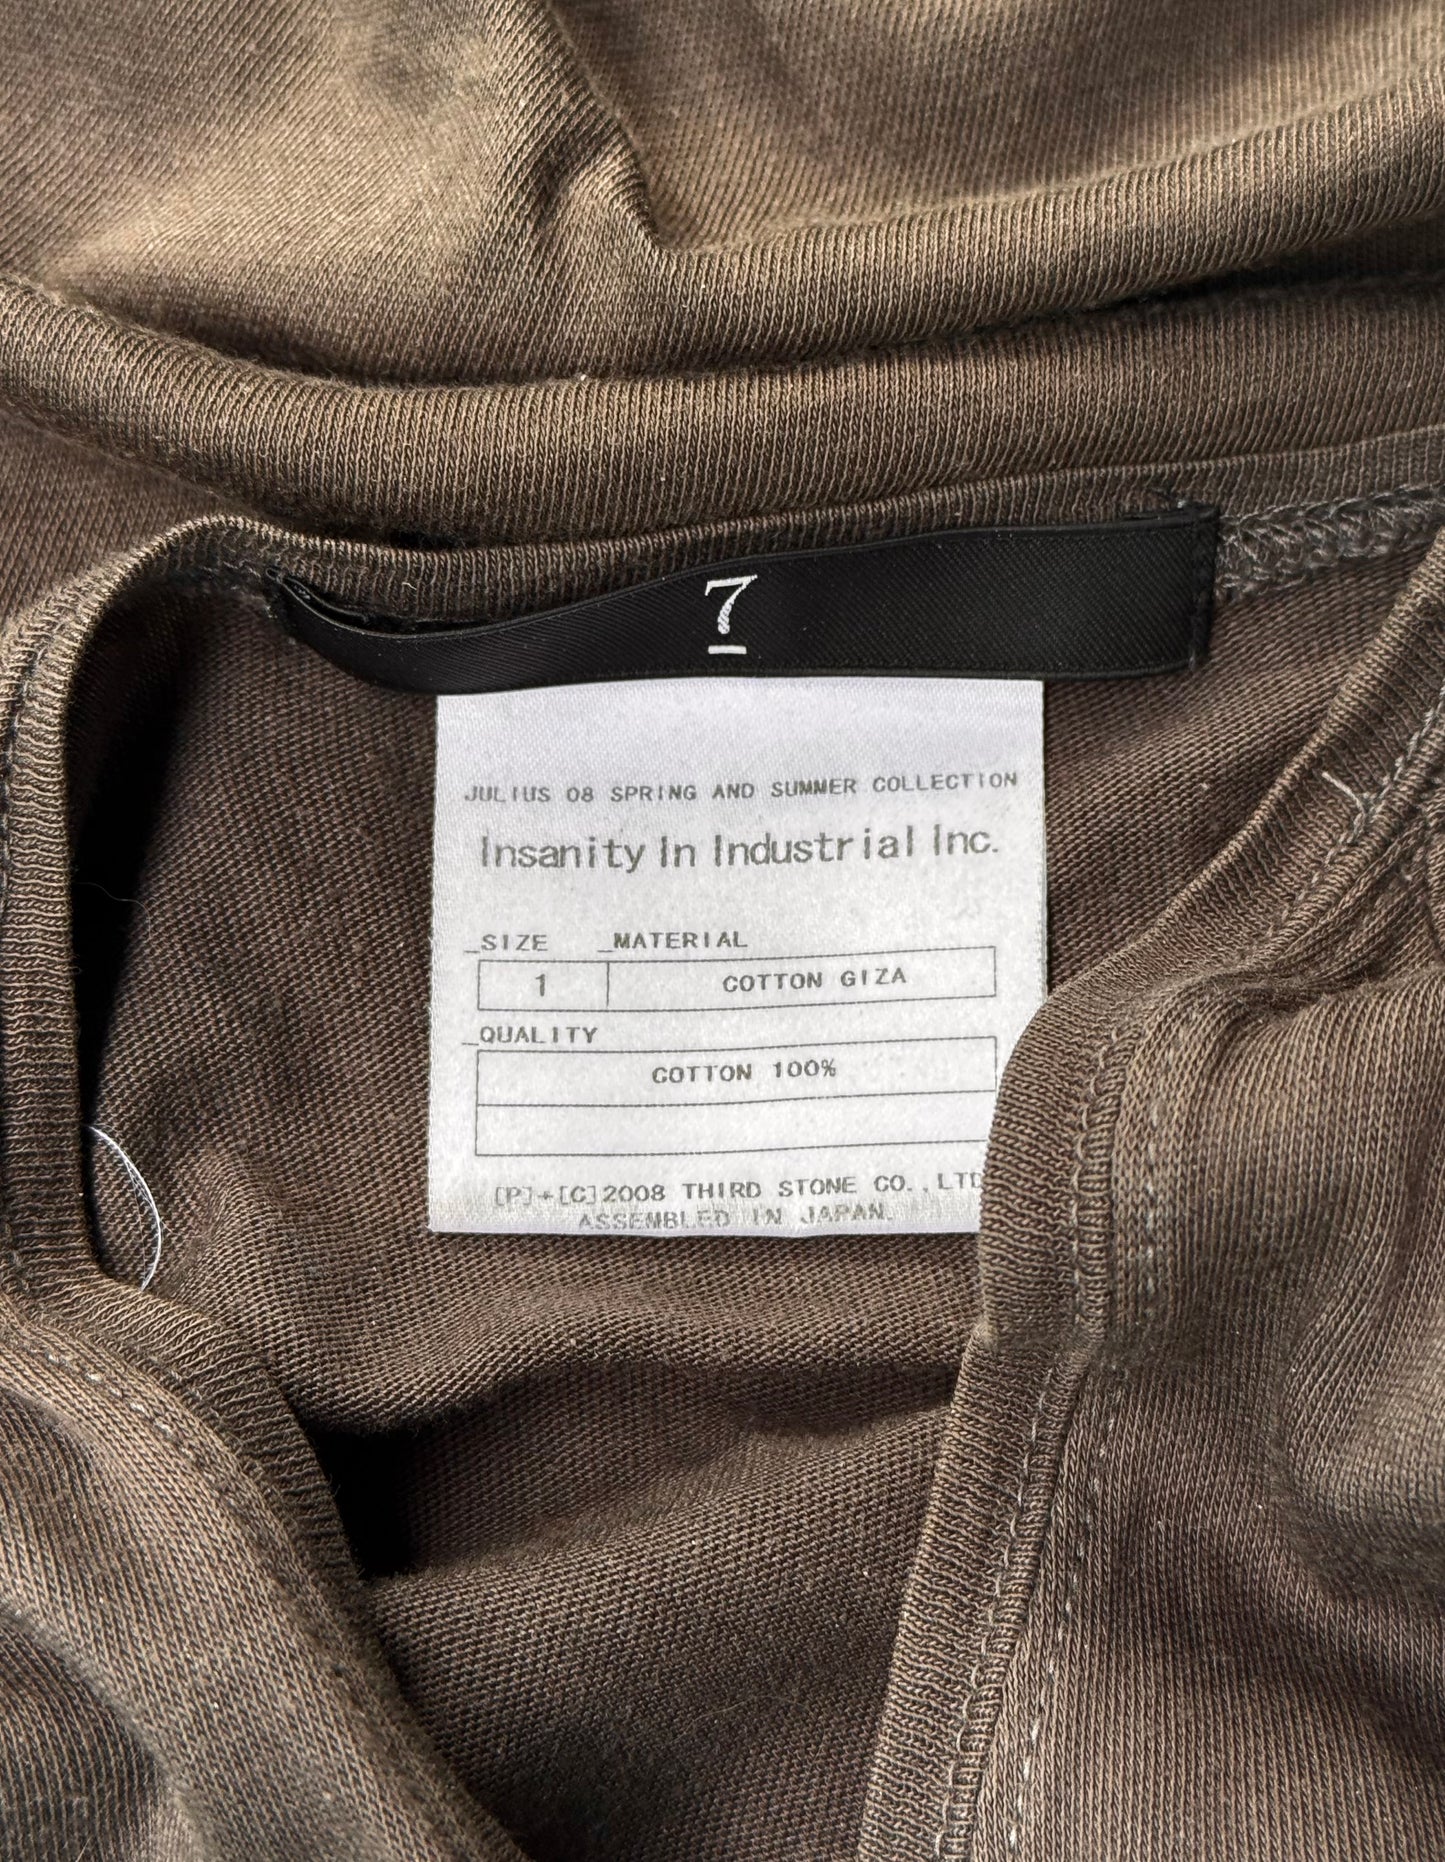 7
JULIUS 08 SPRING AND SUMMER COLLECTION
Insanity In Industrial Inc.
_SIZE _MATERIAL
1 COTTON GIZA
_QUALITY
COTTON 100%
[P]+[C]2008 THIRD STONE CO.,LTD
ASSEMBLED IN JAPAN.